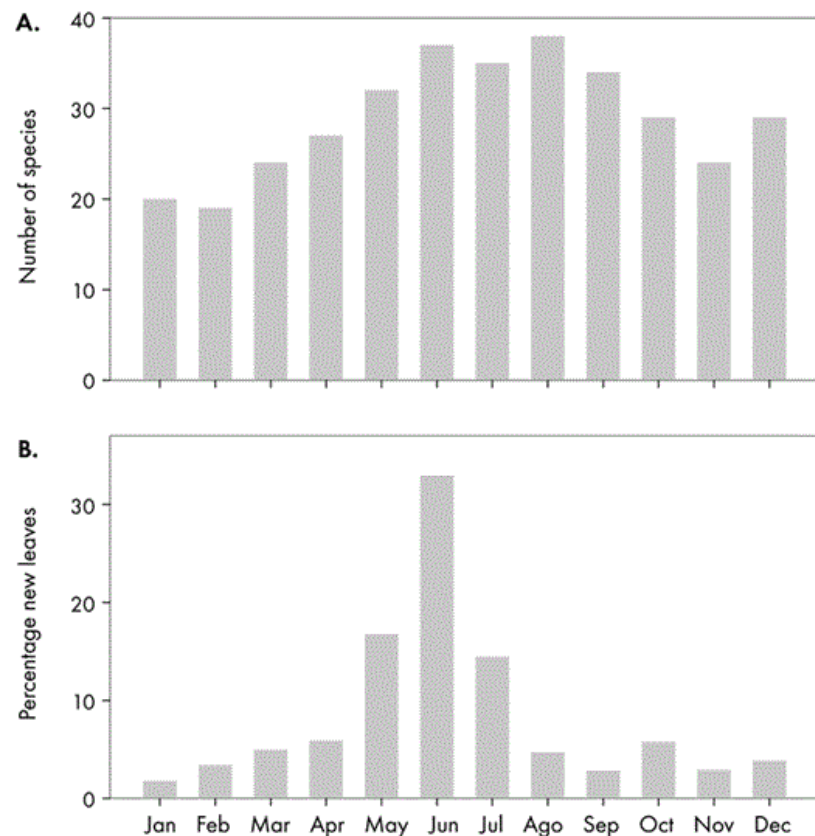 A.
Number of species
40
30
20
10
0
B.
Percentage new leaves
30
20
10
0
Jan Feb Mar Apr May Jun Jul Ago Sep Oct Nov Dec